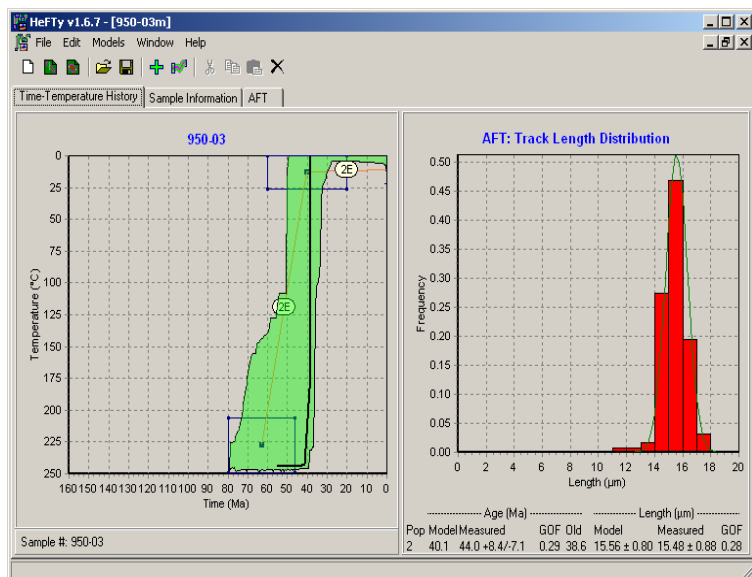 HeFTy v1.6.7 - [950-03m]
File Edit Models Window Help
Time-Temperature History Sample Information AFT
950-03
0
25
50
75
100
125
150
175
200
225
250
Temperature (°C)
2E
2E
160 150 140 130 120 110 100 90 80 70 60 50 40 30 20 10 0
Time (Ma)
Sample #: 950-03
AFT: Track Length Distribution
0.50
0.45
0.40
0.35
0.30
0.25
0.20
0.15
0.10
0.05
0.00
Frequency
0 2 4 6 8 10 12 14 16 18 20
Length (µm)
Age (Ma) Length (µm)
Pop Model Measured GOF Old Model Measured GOF
2 40.1 44.0 +8.4/-7.1 0.29 38.6 15.56 ± 0.80 15.48 ± 0.88 0.28